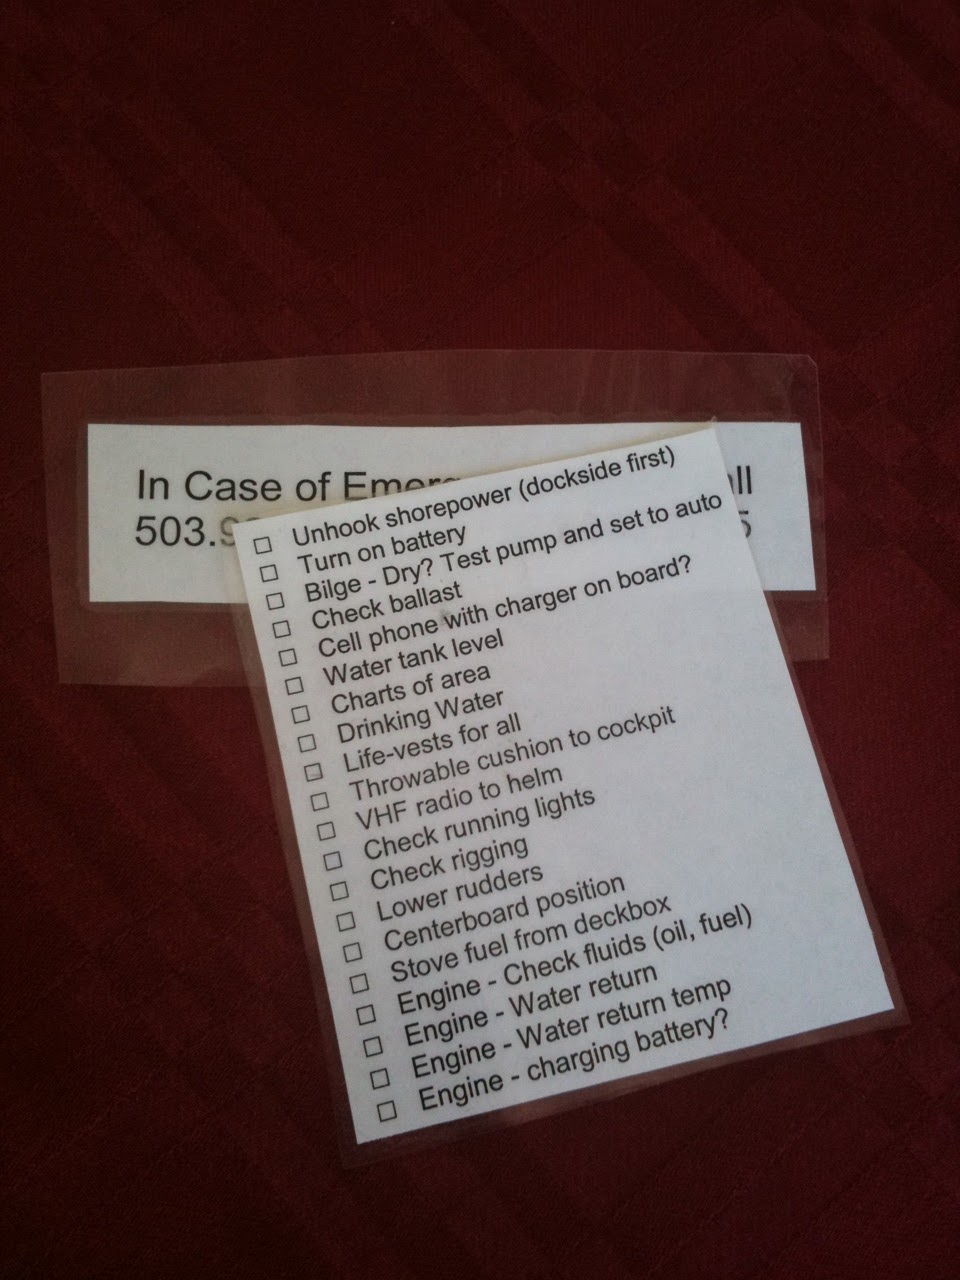 In Case of Emerg ll
503.9 5
☐ Unhook shorepower (dockside first)
☐ Turn on battery
☐ Bilge - Dry? Test pump and set to auto
☐ Check ballast
☐ Cell phone with charger on board?
☐ Water tank level
☐ Charts of area
☐ Drinking Water
☐ Life-vests for all
☐ Throwable cushion to cockpit
☐ VHF radio to helm
☐ Check running lights
☐ Check rigging
☐ Lower rudders
☐ Centerboard position
☐ Stove fuel from deckbox
☐ Engine - Check fluids (oil, fuel)
☐ Engine - Water return
☐ Engine - Water return temp
☐ Engine - charging battery?